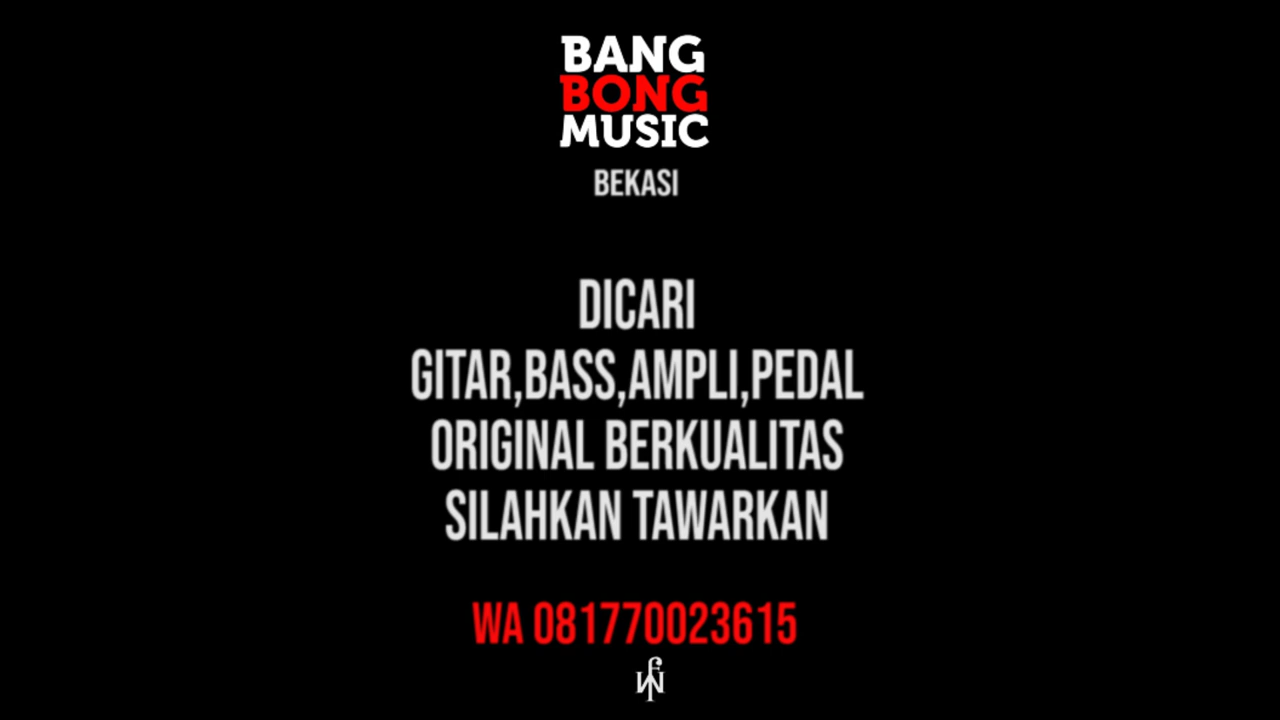 BANG
BONG
MUSIC
BEKASI
DICARI
GITAR,BASS,AMPLI,PEDAL
ORIGINAL BERKUALITAS
SILAHKAN TAWARKAN
WA 081770023615